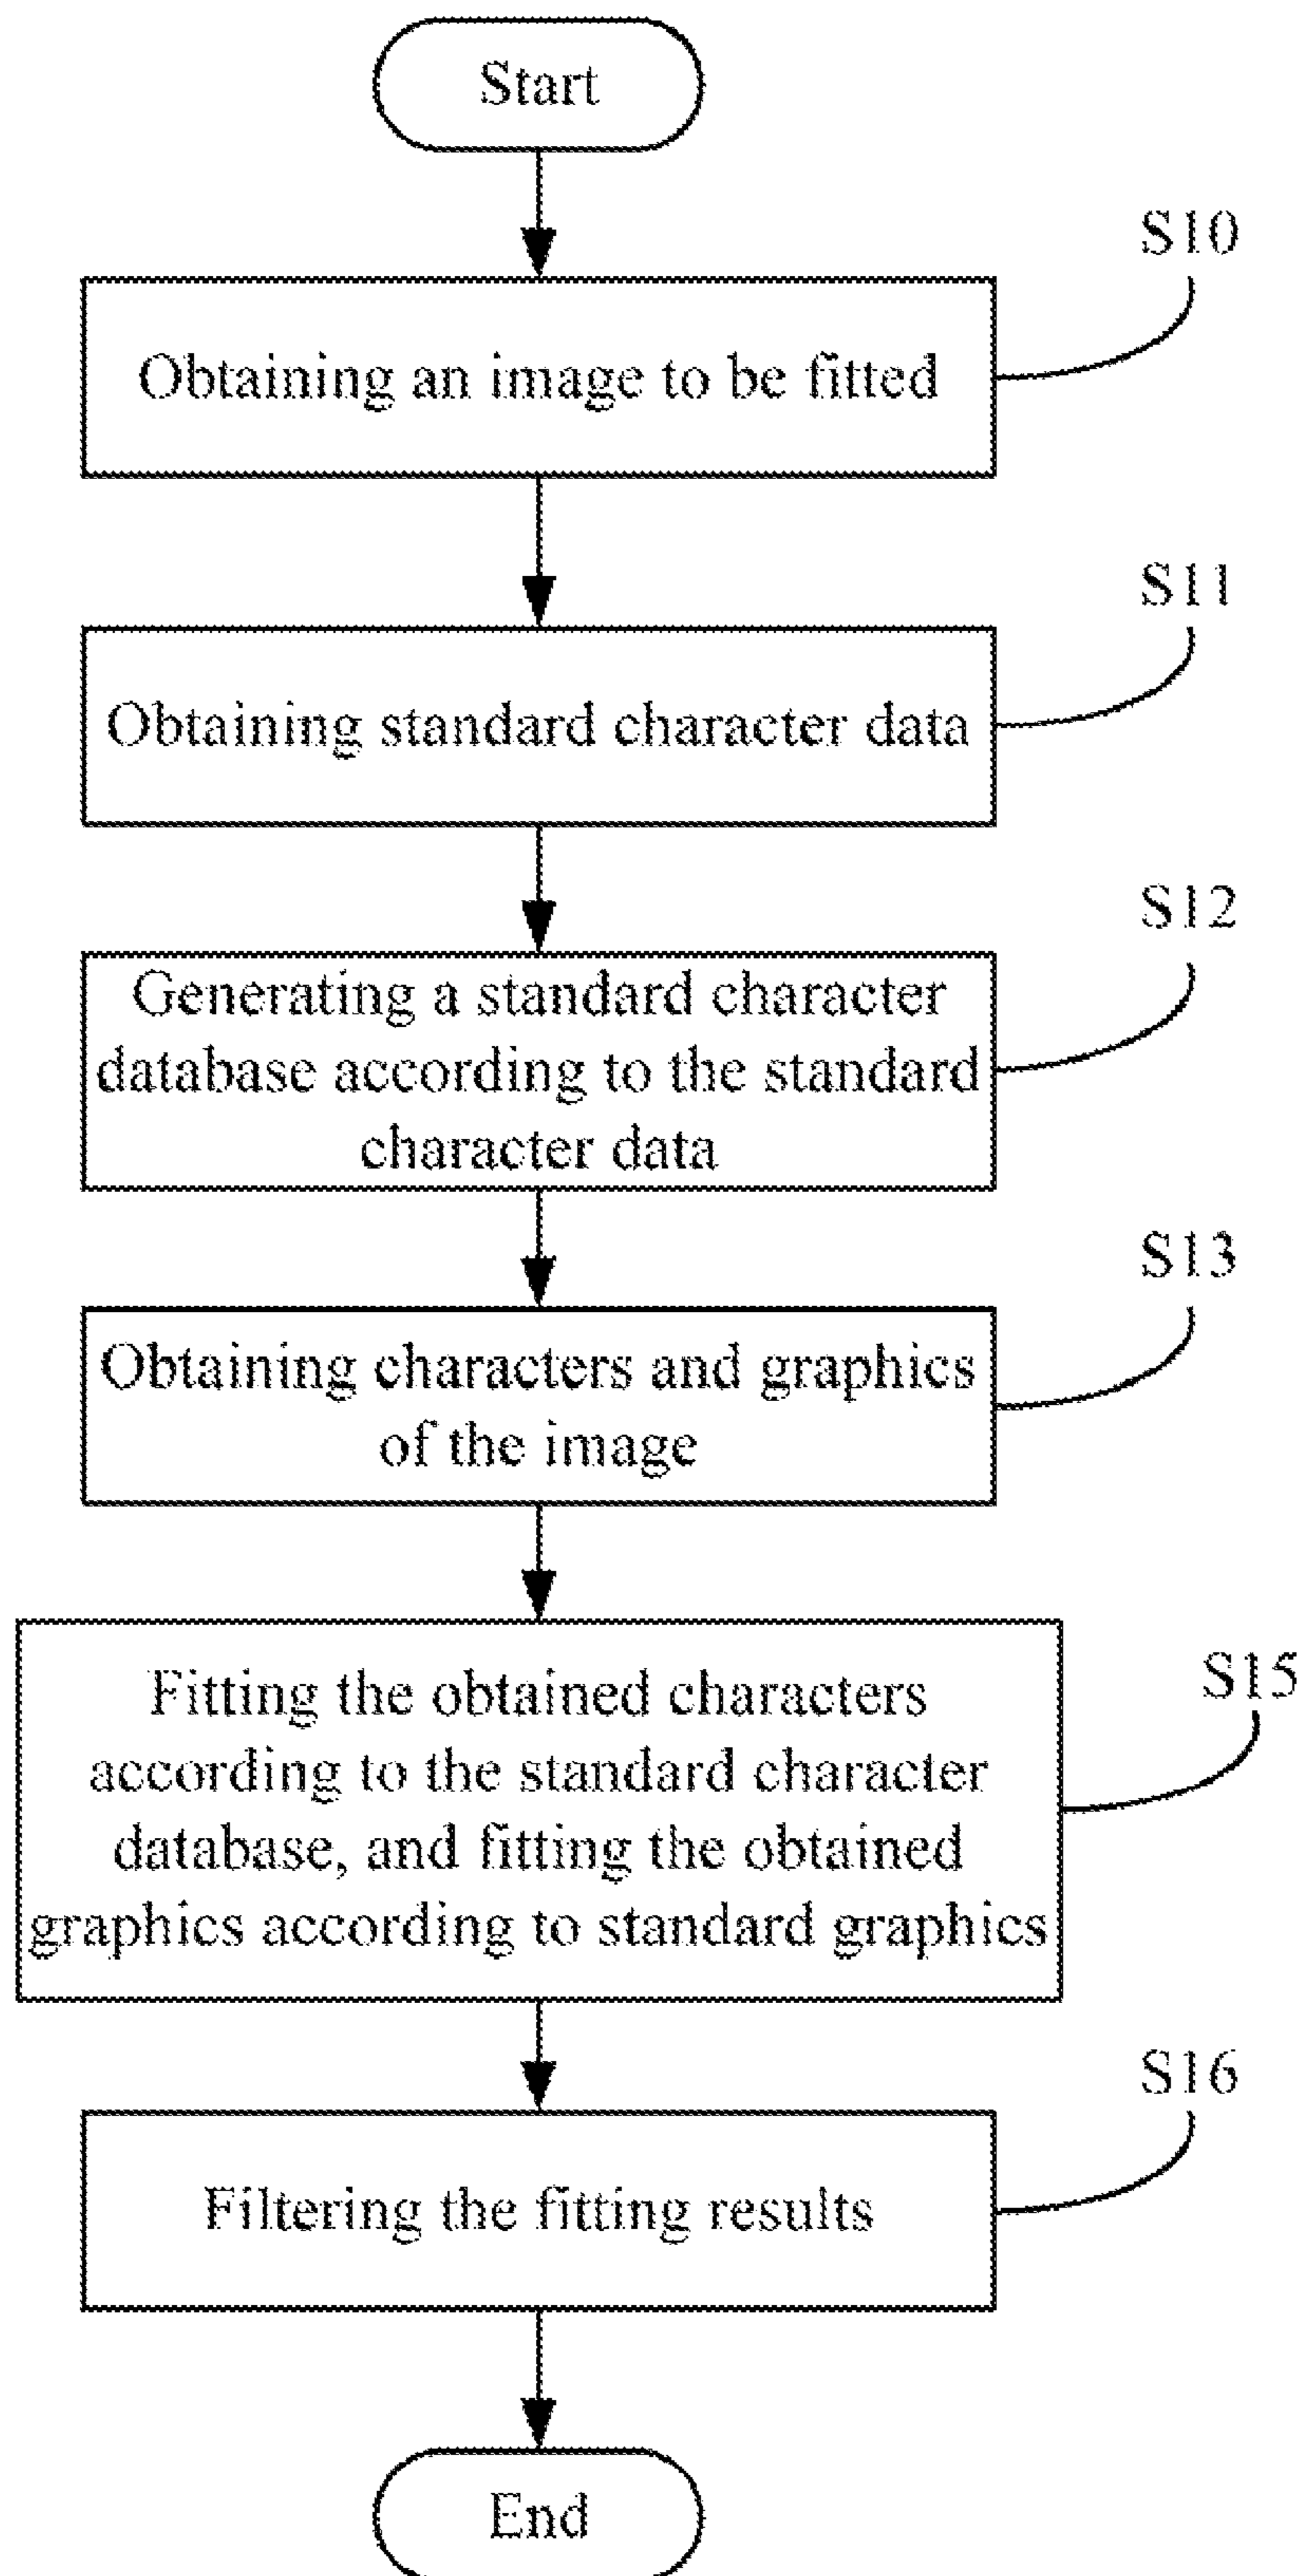 Start
S10
Obtaining an image to be fitted
S11
Obtaining standard character data
S12
Generating a standard character
database according to the standard
character data
S13
Obtaining characters and graphics
of the image
S15
Fitting the obtained characters
according to the standard character
database, and fitting the obtained
graphics according to standard graphics
S16
Filtering the fitting results
End